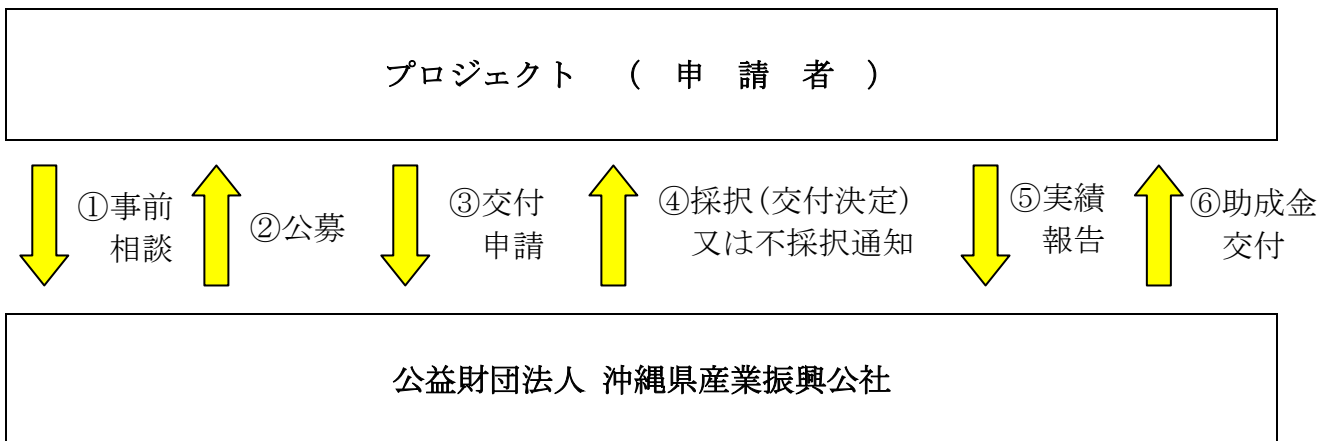 プロジェクト （ 申 請 者 ）
①事前
相談
②公募
③交付
申請
④採択(交付決定)
又は不採択通知
⑤実績
報告
⑥助成金
交付
公益財団法人 沖縄県産業振興公社